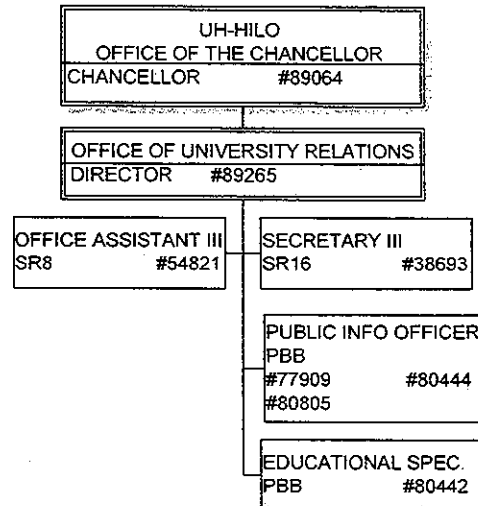 UH-HILO
OFFICE OF THE CHANCELLOR
CHANCELLOR #89064
OFFICE OF UNIVERSITY RELATIONS
DIRECTOR #89265
OFFICE ASSISTANT III
SR8 #54821
SECRETARY III
SR16 #38693
PUBLIC INFO OFFICER
PBB
#77909 #80444
#80805
EDUCATIONAL SPEC.
PBB #80442